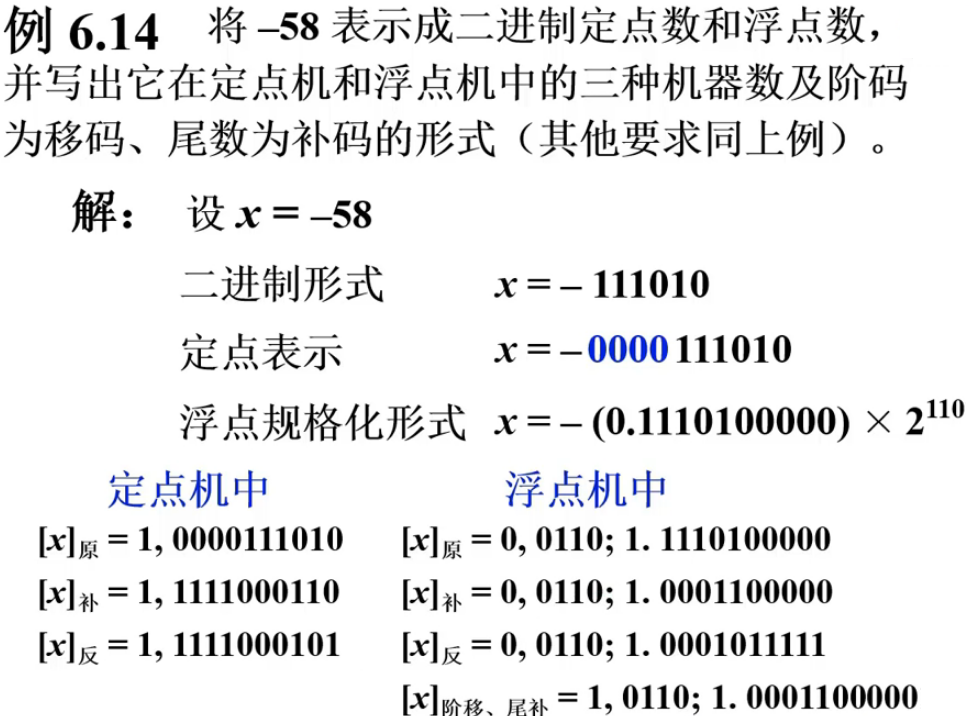 例 6.14 将 –58 表示成二进制定点数和浮点数，
并写出它在定点机和浮点机中的三种机器数及阶码
为移码、尾数为补码的形式（其他要求同上例）。
解： 设 x = –58
二进制形式 x = – 111010
定点表示 x = – 0000 111010
浮点规格化形式 x = – (0.1110100000) × 2^110
定点机中 浮点机中
[x]原 = 1, 0000111010 [x]原 = 0, 0110; 1. 1110100000
[x]补 = 1, 1111000110 [x]补 = 0, 0110; 1. 0001100000
[x]反 = 1, 1111000101 [x]反 = 0, 0110; 1. 0001011111
[x]阶移、尾补 = 1, 0110; 1. 0001100000